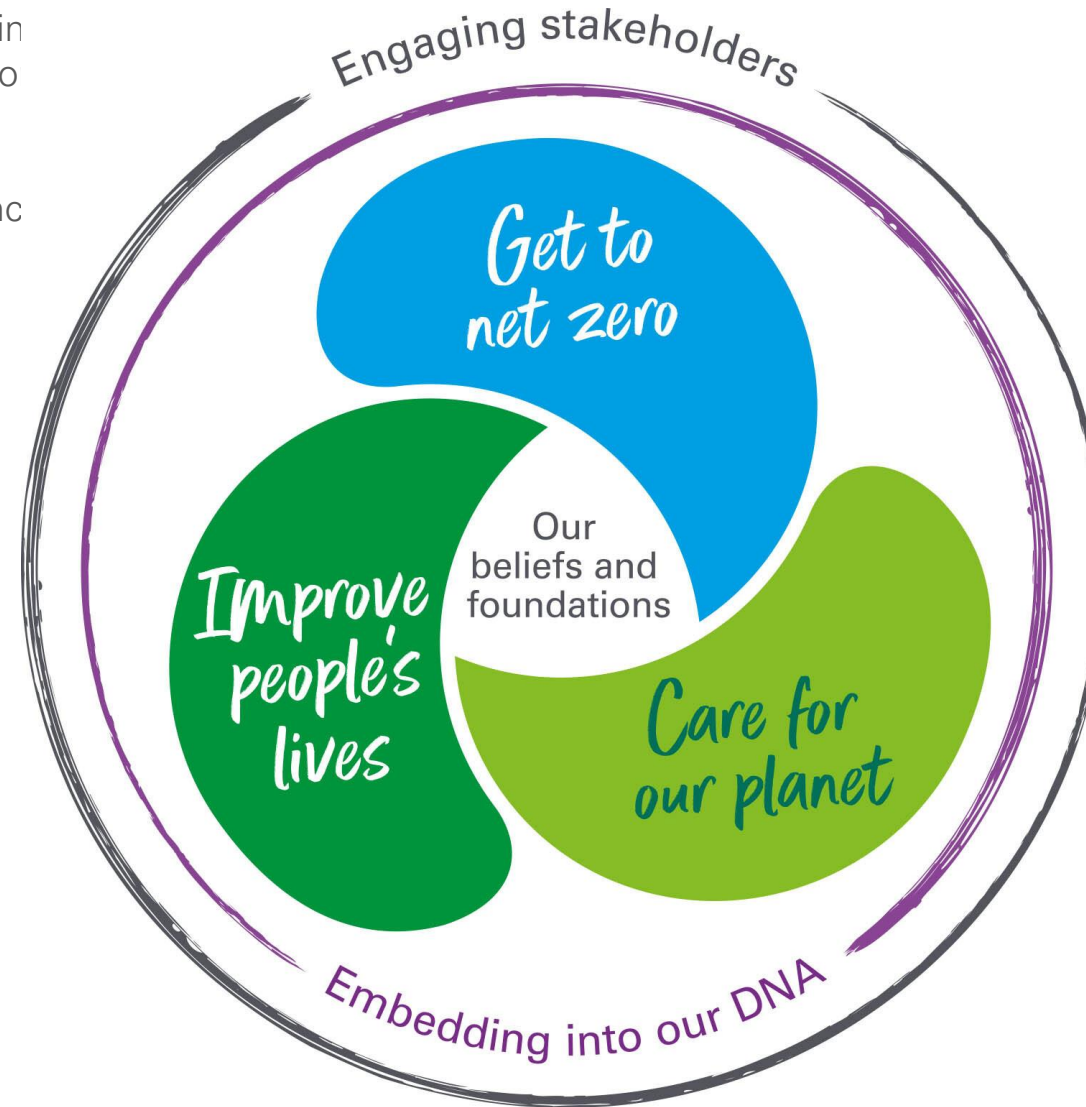 Engaging stakeholders
Get to
net zero
Our
beliefs and
foundations
Improve
people's
lives
Care for
our planet
Embedding into our DNA